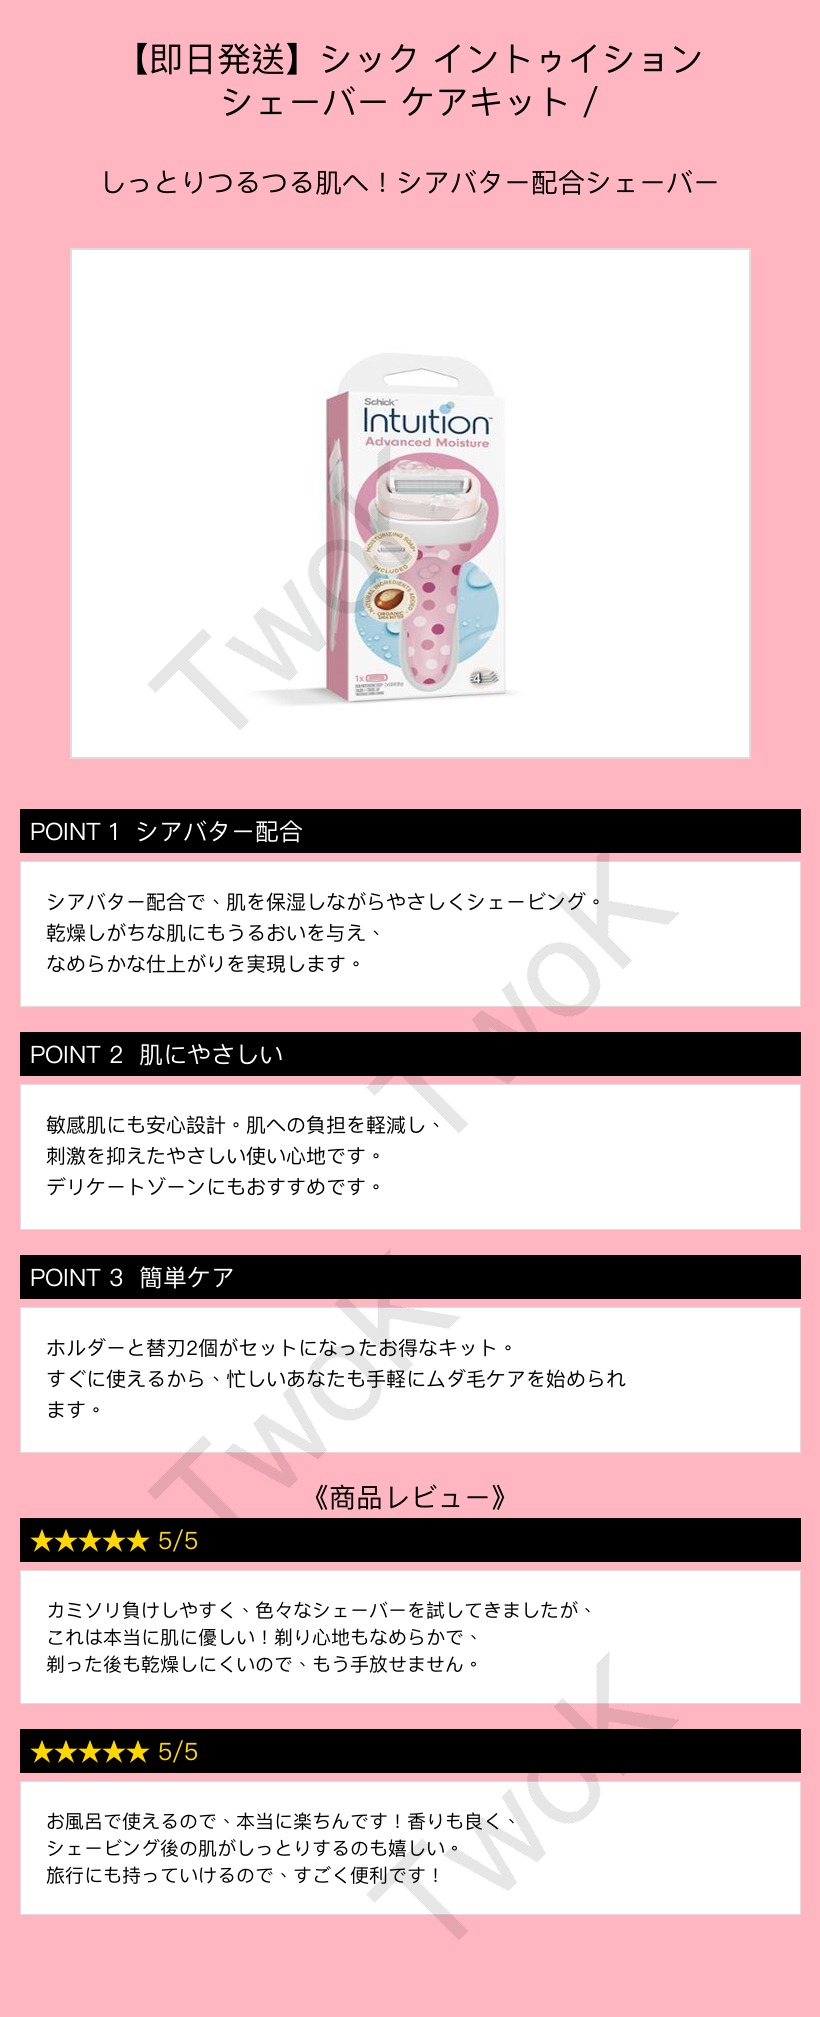 【即日発送】シック イントゥイション
シェーバー ケアキット /
しっとりつるつる肌へ！シアバター配合シェーバー
Schick™
Intuition™
Advanced Moisture
MOISTURIZING SOAP
INCLUDED
NATURAL INGREDIENTS ADDED
ORGANIC
SHEA BUTTER
1x
4
TwoK
POINT 1 シアバター配合
シアバター配合で、肌を保湿しながらやさしくシェービング。
乾燥しがちな肌にもうるおいを与え、
なめらかな仕上がりを実現します。
TwoK
POINT 2 肌にやさしい
敏感肌にも安心設計。肌への負担を軽減し、
刺激を抑えたやさしい使い心地です。
デリケートゾーンにもおすすめです。
POINT 3 簡単ケア
ホルダーと替刃2個がセットになったお得なキット。
すぐに使えるから、忙しいあなたも手軽にムダ毛ケアを始められ
ます。
TwoK
《商品レビュー》
★★★★★ 5/5
カミソリ負けしやすく、色々なシェーバーを試してきましたが、
これは本当に肌に優しい！剃り心地もなめらかで、
剃った後も乾燥しにくいので、もう手放せません。
★★★★★ 5/5
お風呂で使えるので、本当に楽ちんです！香りも良く、
シェービング後の肌がしっとりするのも嬉しい。
旅行にも持っていけるので、すごく便利です！
TwoK